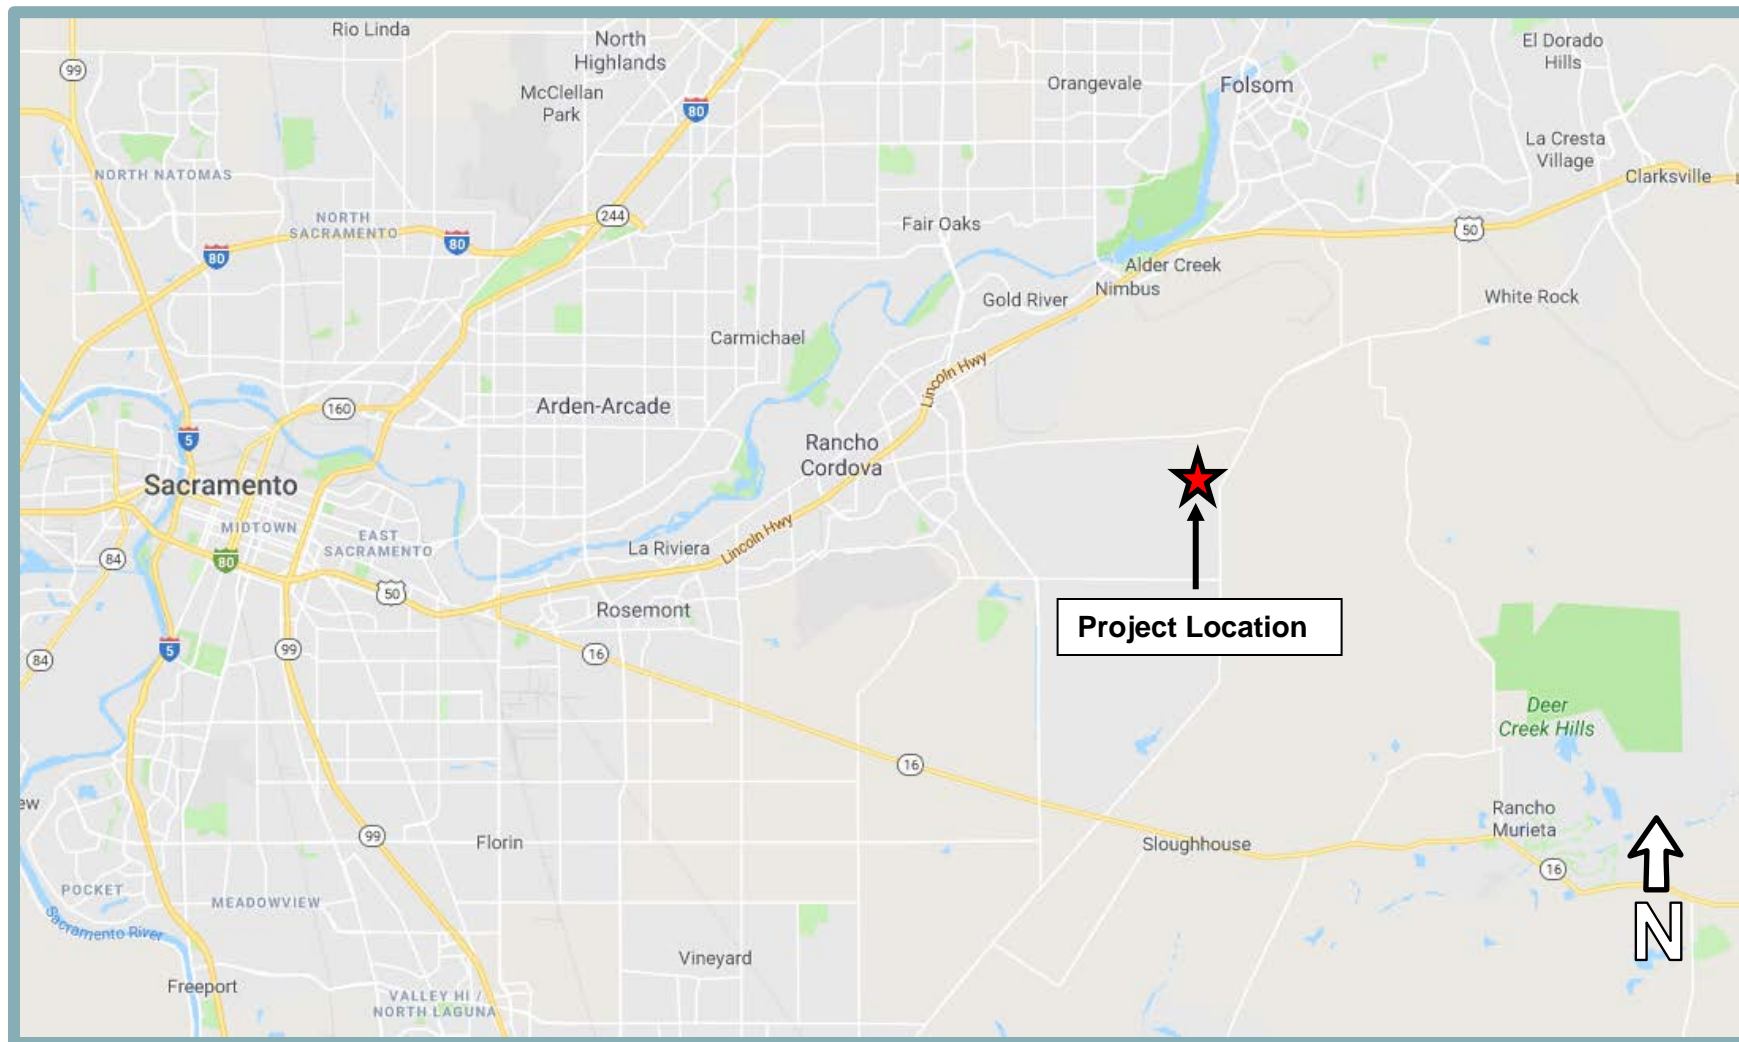 Rio Linda
North
Highlands
El Dorado
Hills
99
Orangevale
Folsom
McClellan
Park
80
La Cresta
Village
NORTH NATOMAS
Clarksville
NORTH
SACRAMENTO
244
Fair Oaks
50
80
80
Alder Creek
Nimbus
Gold River
White Rock
Carmichael
Lincoln Hwy
160
Arden-Arcade
5
Rancho
Cordova
Sacramento
MIDTOWN
EAST
SACRAMENTO
Lincoln Hwy
La Riviera
84
80
50
Rosemont
Project Location
5
99
16
84
Deer
Creek Hills
16
ew
Rancho
Murieta
99
Florin
Sloughhouse
16
POCKET
MEADOWVIEW
N
Sacramento River
Vineyard
Freeport
VALLEY HI /
NORTH LAGUNA